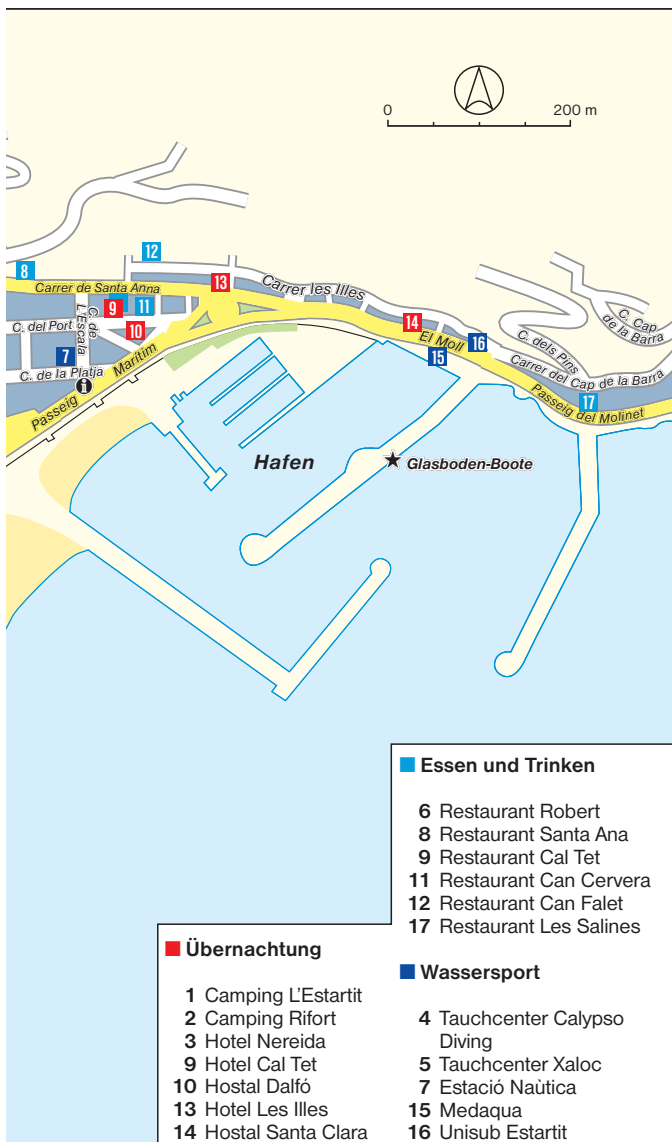 0 200 m
12
8
13
Carrer de Santa Anna
Carrer les Illes
9
11
14
C. del Port
C. de
L'Escala
10
El Moll
16
15
7
Marítim
C. de la Platja
i
Passeig
C. Cap
de la Barra
C. dels Pins
Carrer del Cap de la Barra
17
Passeig del Molinet
Hafen
Glasboden-Boote
Essen und Trinken
6 Restaurant Robert
8 Restaurant Santa Ana
9 Restaurant Cal Tet
11 Restaurant Can Cervera
12 Restaurant Can Falet
17 Restaurant Les Salines
Übernachtung
1 Camping L'Estartit
2 Camping Rifort
3 Hotel Nereida
9 Hotel Cal Tet
10 Hostal Dalfó
13 Hotel Les Illes
14 Hostal Santa Clara
Wassersport
4 Tauchcenter Calypso
Diving
5 Tauchcenter Xaloc
7 Estació Naùtica
15 Medaqua
16 Unisub Estartit